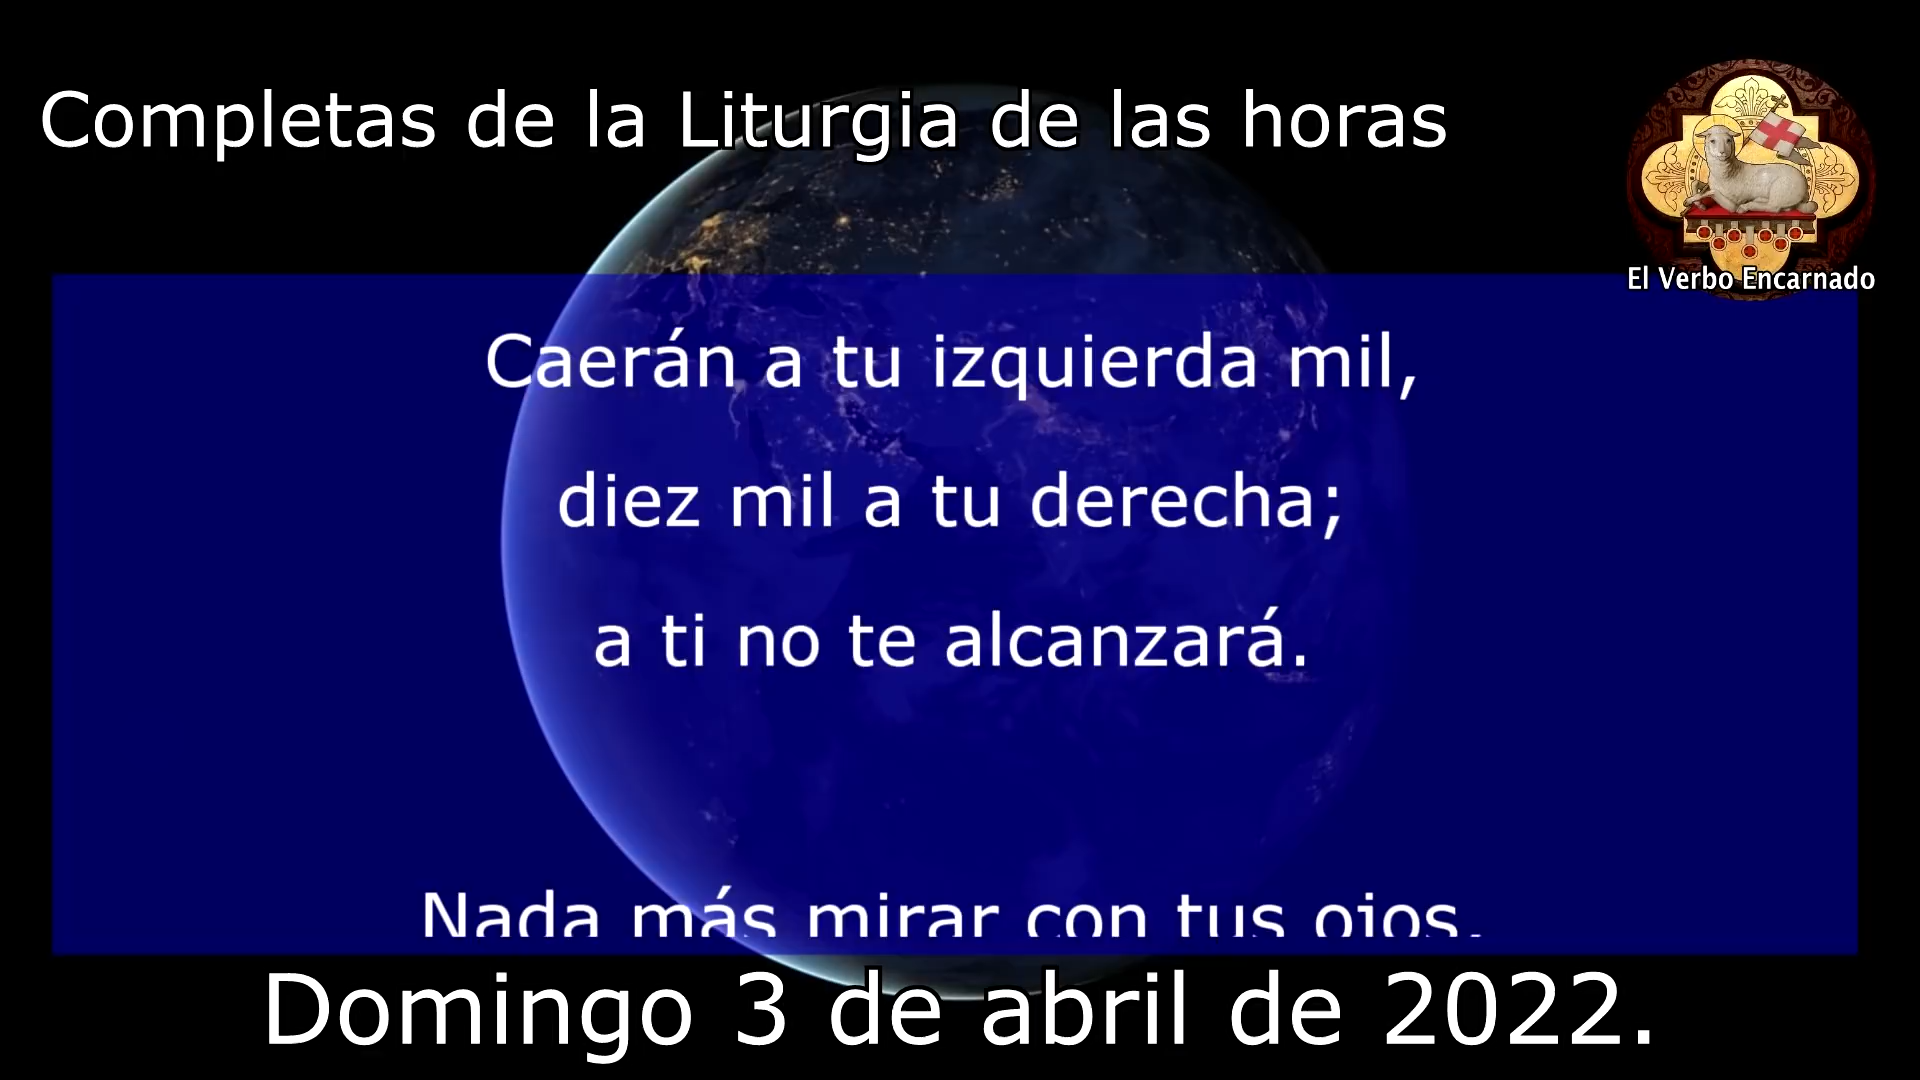 Completas de la Liturgia de las horas
El Verbo Encarnado
Caerán a tu izquierda mil,
diez mil a tu derecha;
a ti no te alcanzará.
Nada más mirar con tus ojos,
Domingo 3 de abril de 2022.